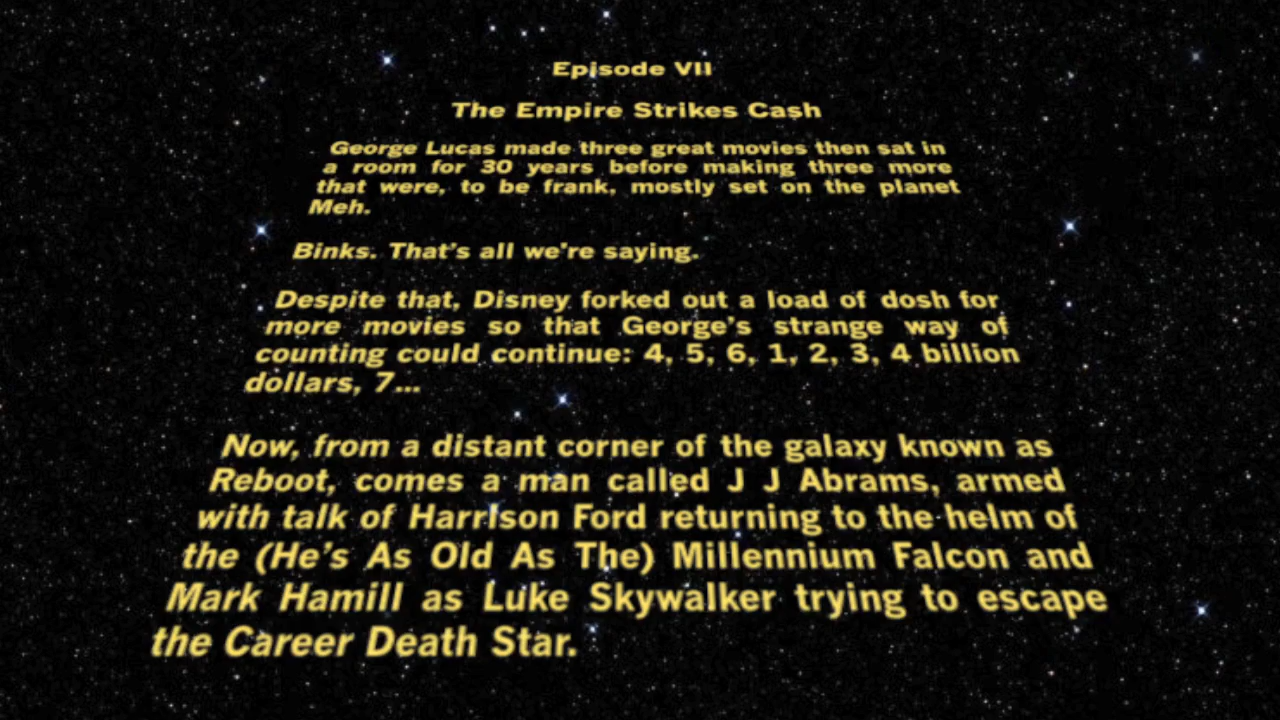 Episode VII
The Empire Strikes Cash
George Lucas made three great movies then sat in
a room for 30 years before making three more
that were, to be frank, mostly set on the planet
Meh.
Binks. That's all we're saying.
Despite that, Disney forked out a load of dosh for
more movies so that George's strange way of
counting could continue: 4, 5, 6, 1, 2, 3, 4 billion
dollars, 7...
Now, from a distant corner of the galaxy known as
Reboot, comes a man called J J Abrams, armed
with talk of Harrison Ford returning to the helm of
the (He's As Old As The) Millennium Falcon and
Mark Hamill as Luke Skywalker trying to escape
the Career Death Star.